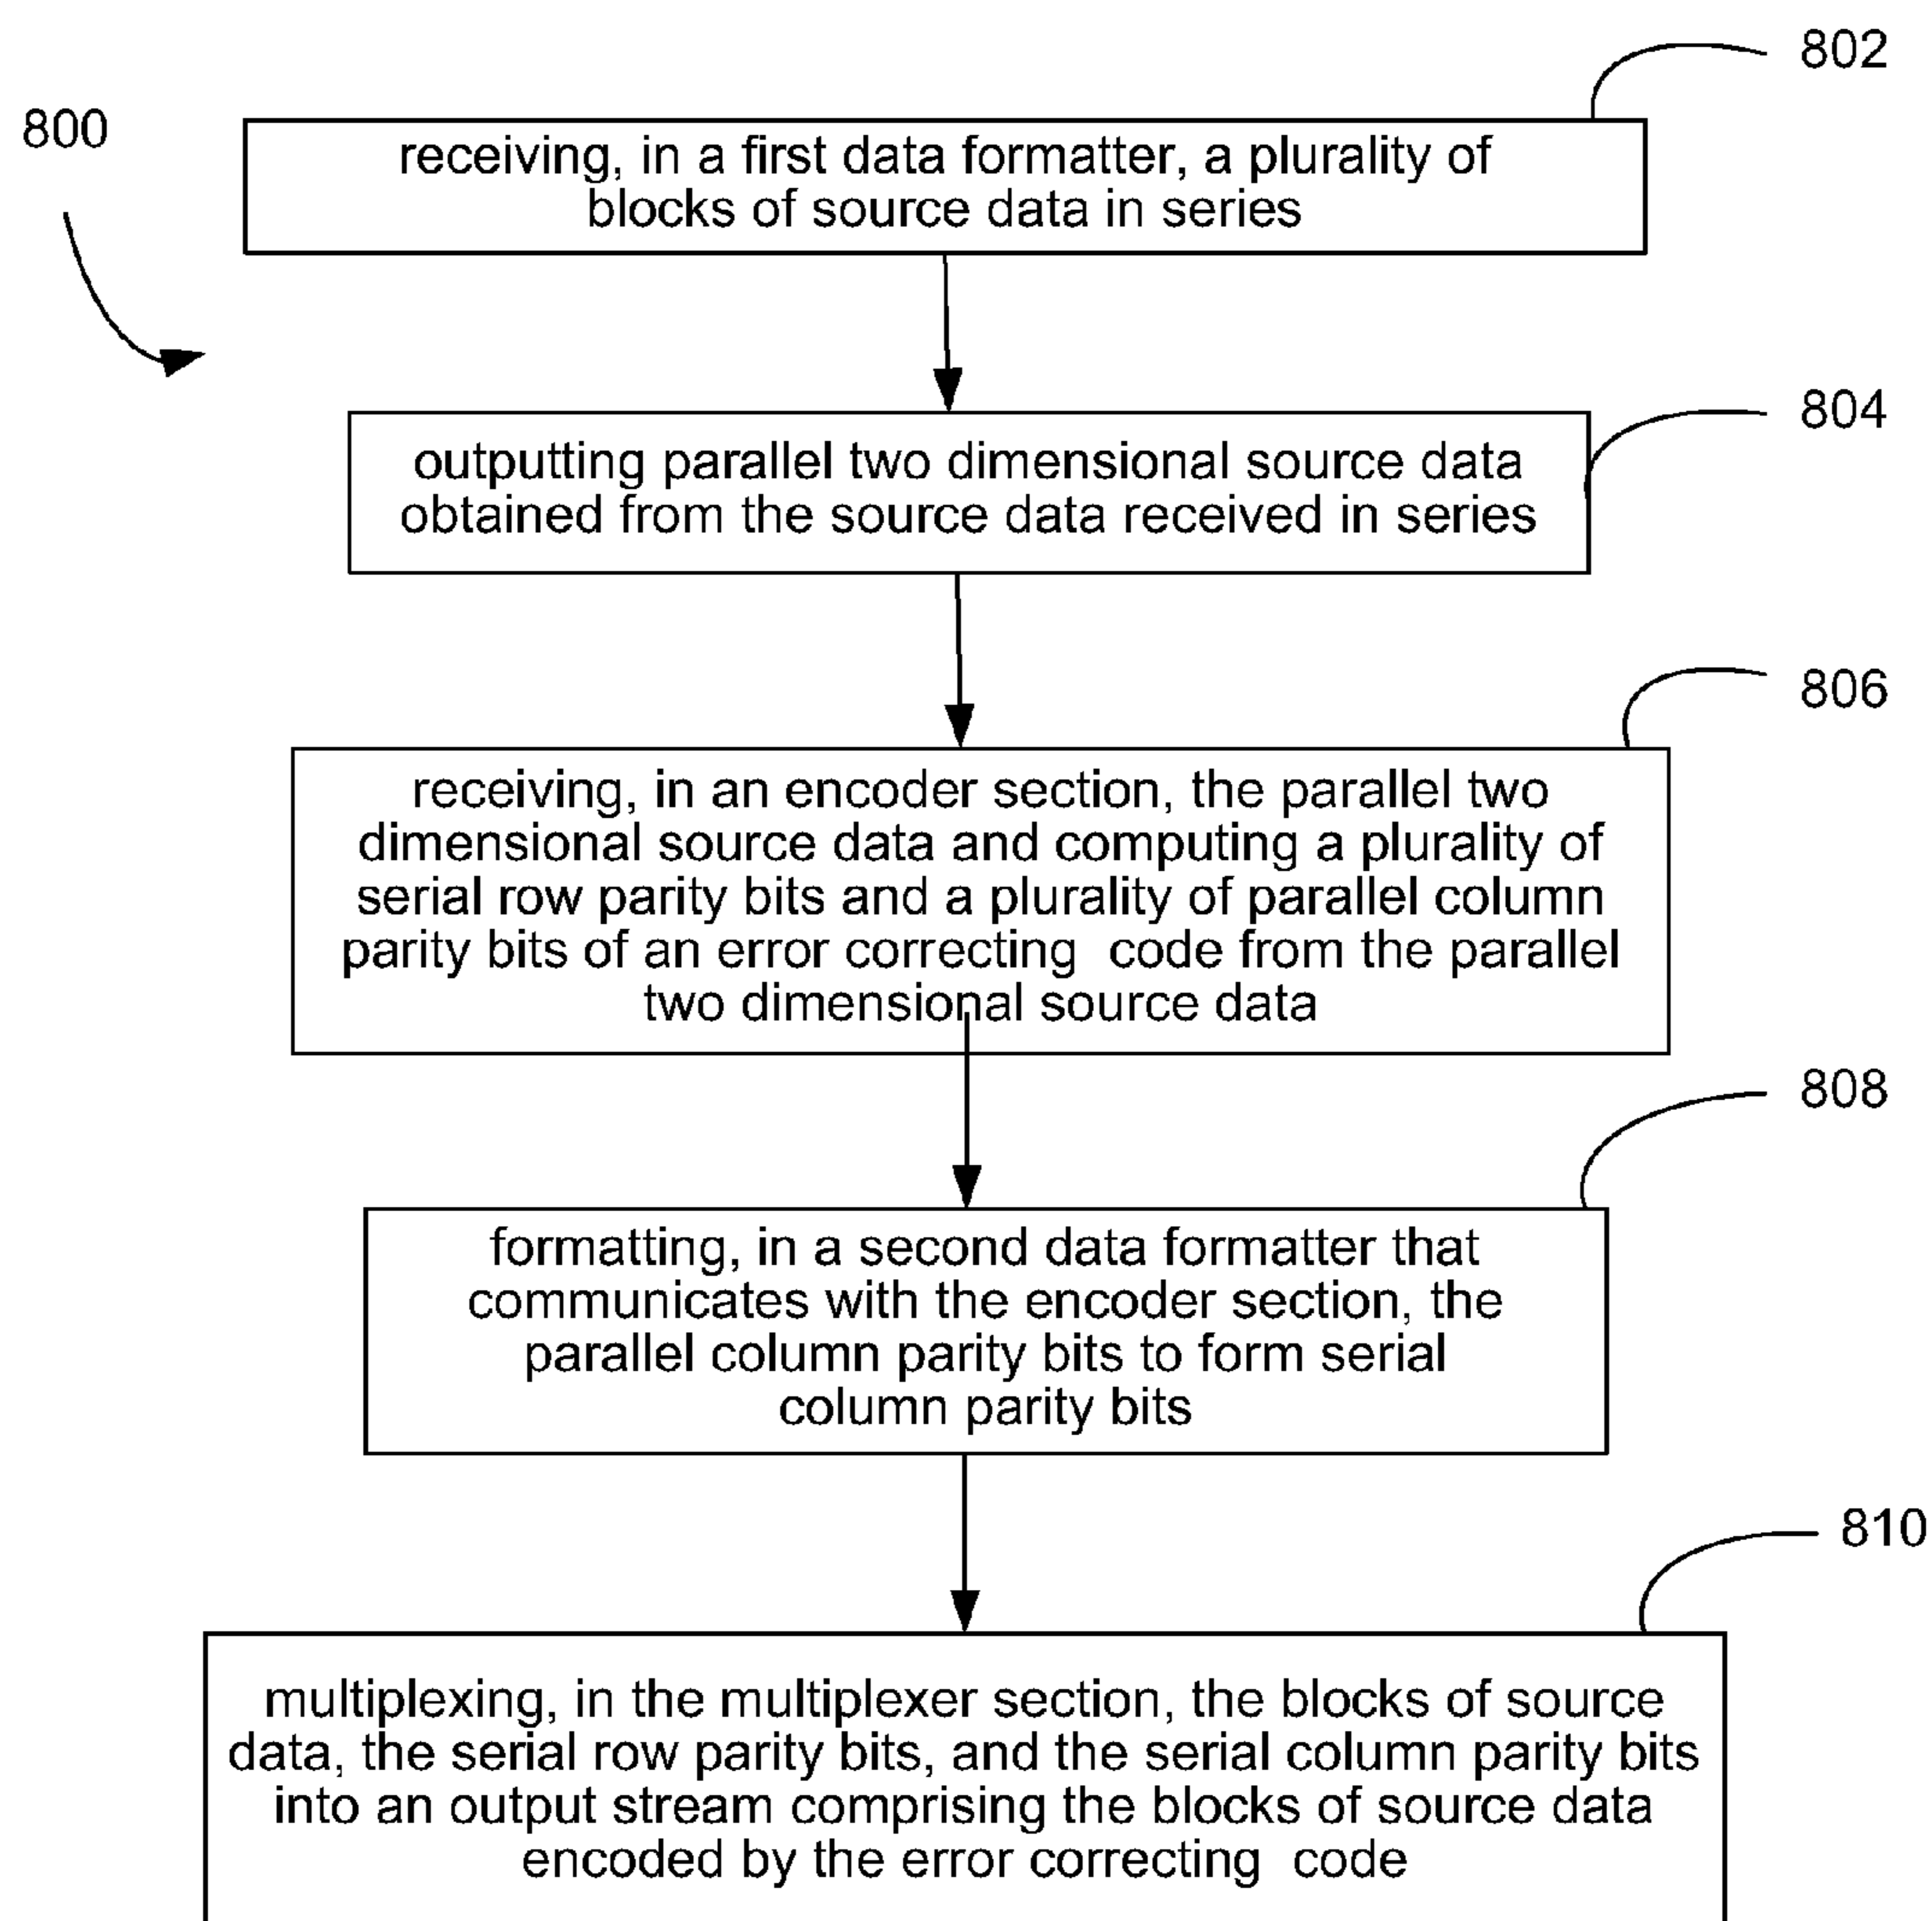 802
800
receiving, in a first data formatter, a plurality of
blocks of source data in series
804
outputting parallel two dimensional source data
obtained from the source data received in series
806
receiving, in an encoder section, the parallel two
dimensional source data and computing a plurality of
serial row parity bits and a plurality of parallel column
parity bits of an error correcting code from the parallel
two dimensional source data
808
formatting, in a second data formatter that
communicates with the encoder section, the
parallel column parity bits to form serial
column parity bits
810
multiplexing, in the multiplexer section, the blocks of source
data, the serial row parity bits, and the serial column parity bits
into an output stream comprising the blocks of source data
encoded by the error correcting code